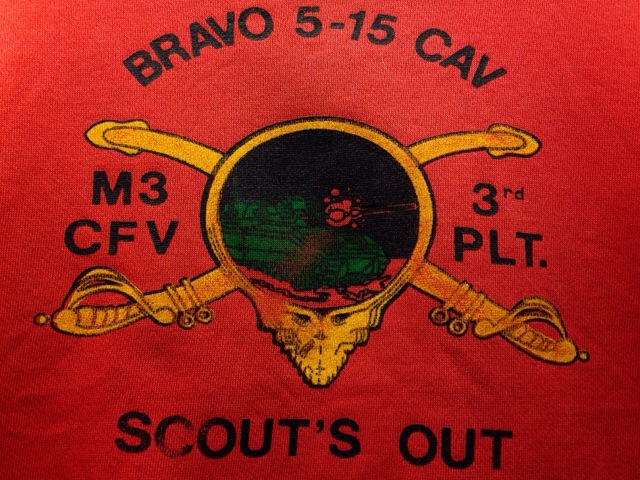 BRAVO 5-15 CAV
M3
CFV
3rd
PLT.
SCOUT'S OUT